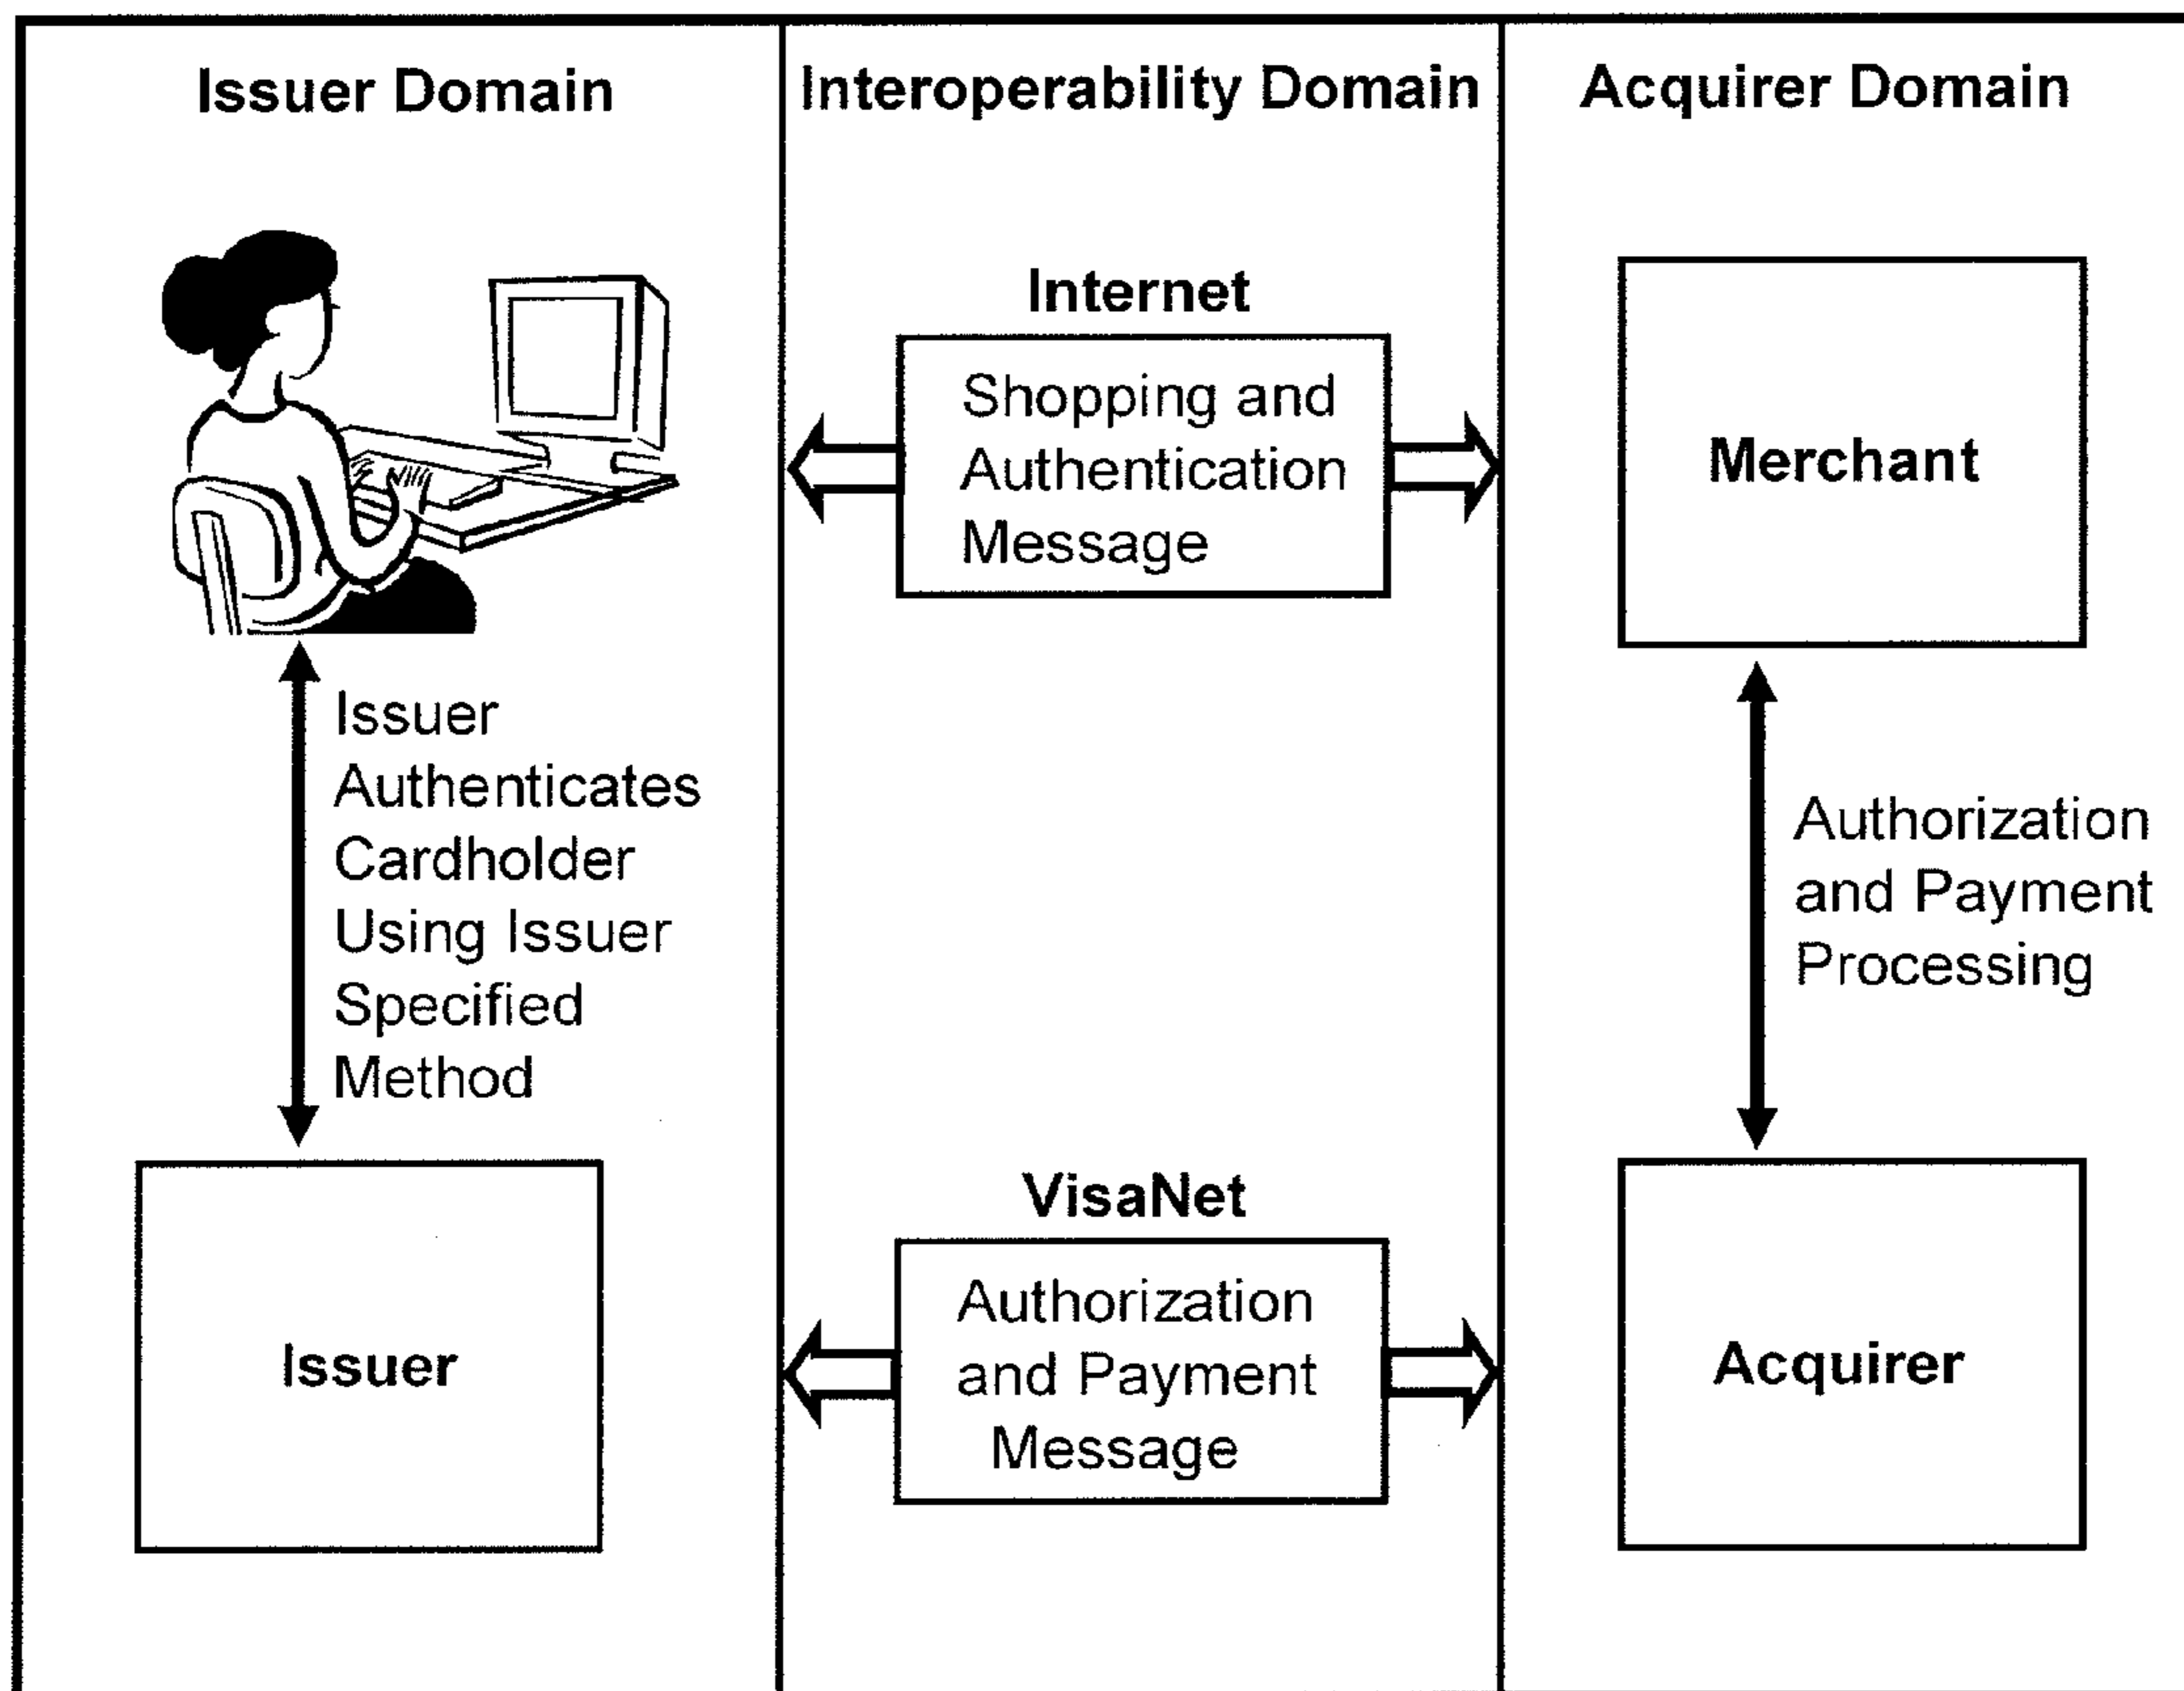 Issuer Domain
Interoperability Domain
Acquirer Domain
Internet
Shopping and
Authentication
Message
Merchant
Issuer
Authenticates
Cardholder
Using Issuer
Specified
Method
Authorization
and Payment
Processing
Issuer
VisaNet
Authorization
and Payment
Message
Acquirer